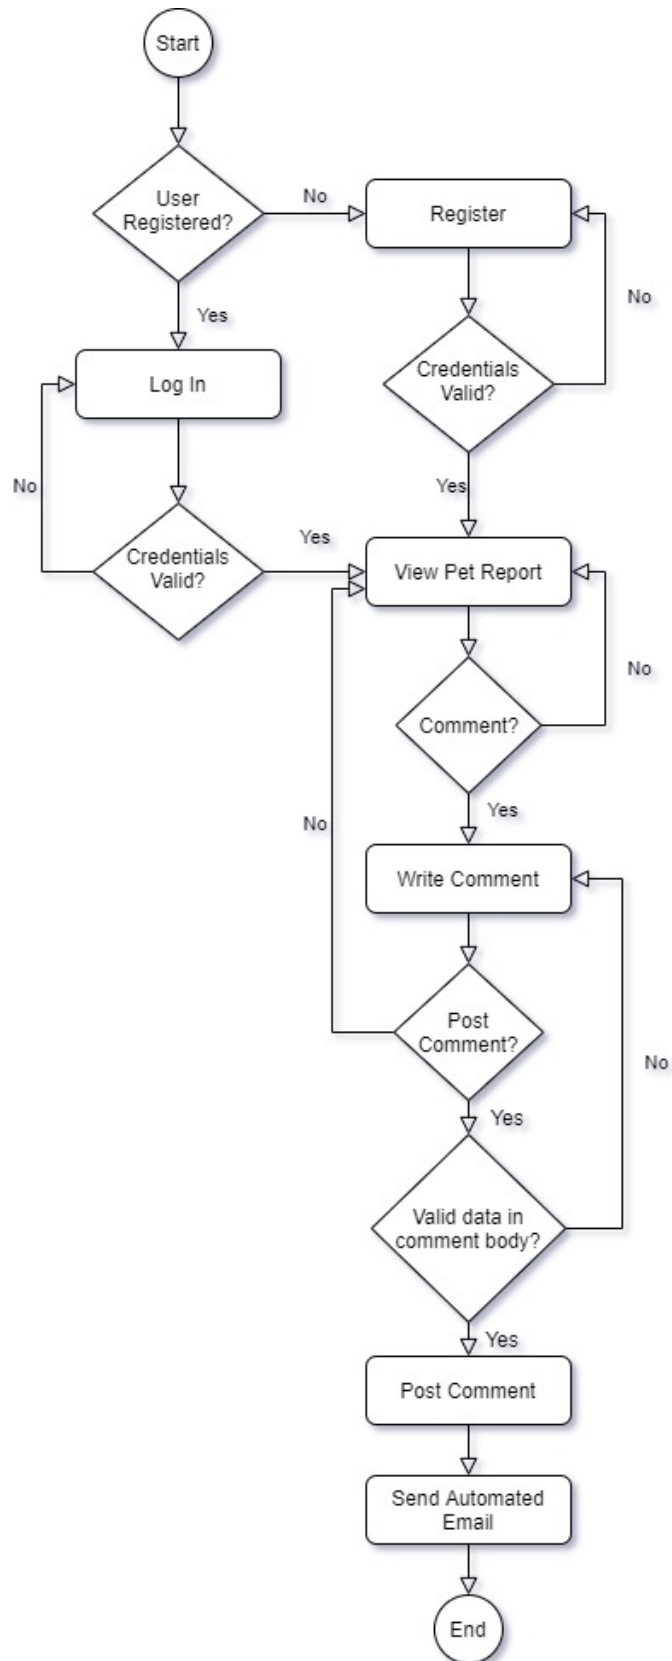 Start
User
Registered?
No
Register
Yes
No
Log In
Credentials
Valid?
No
Yes
Credentials
Valid?
Yes
View Pet Report
No
Comment?
Yes
No
Write Comment
Post
Comment?
No
Yes
Valid data in
comment body?
Yes
Post Comment
Send Automated
Email
End